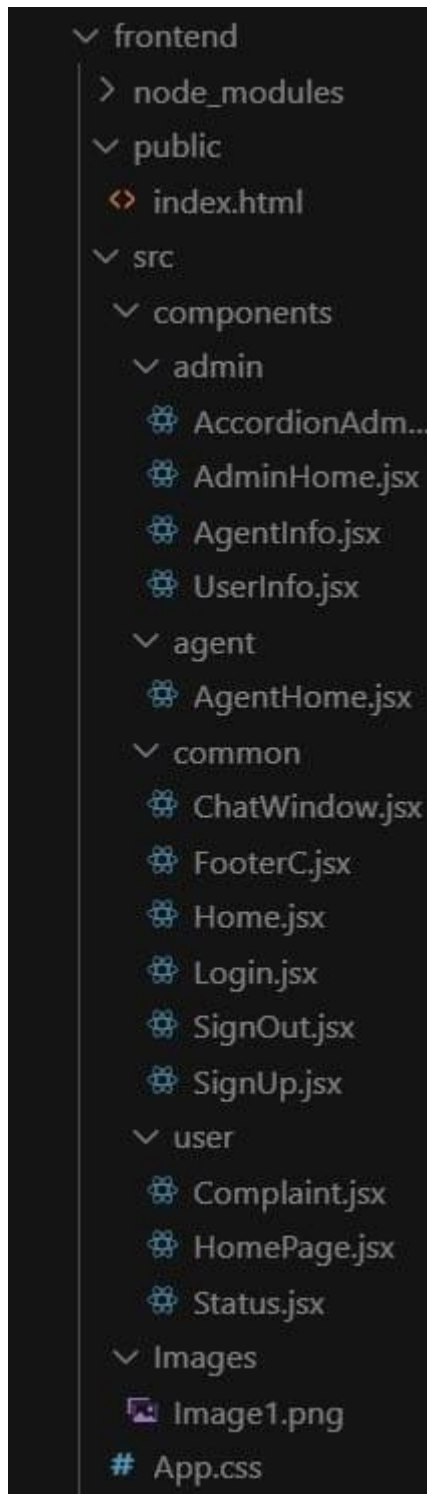 frontend
node_modules
public
index.html
src
components
admin
AccordionAdm...
AdminHome.jsx
AgentInfo.jsx
UserInfo.jsx
agent
AgentHome.jsx
common
ChatWindow.jsx
FooterC.jsx
Home.jsx
Login.jsx
SignOut.jsx
SignUp.jsx
user
Complaint.jsx
HomePage.jsx
Status.jsx
Images
Image1.png
# App.css